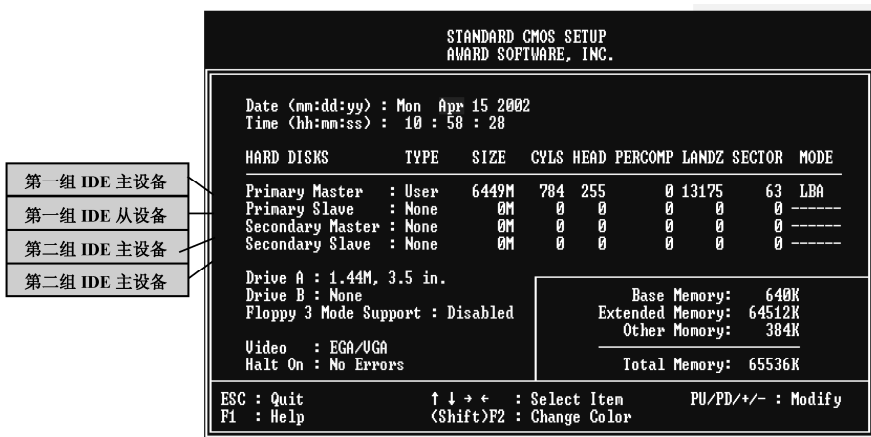 STANDARD CMOS SETUP
AWARD SOFTWARE, INC.
Date (mm:dd:yy) : Mon Apr 15 2002
Time (hh:mm:ss) : 10 : 58 : 28
HARD DISKS TYPE SIZE CYLS HEAD PERCOMP LANDZ SECTOR MODE
第一组 IDE 主设备
Primary Master : User 6449M 784 255 0 13175 63 LBA
第一组 IDE 从设备
Primary Slave : None 0M 0 0 0 0 0 ------
第二组 IDE 主设备
Secondary Master : None 0M 0 0 0 0 0 ------
第二组 IDE 主设备
Secondary Slave : None 0M 0 0 0 0 0 ------
Drive A : 1.44M, 3.5 in.
Drive B : None
Floppy 3 Mode Support : Disabled
Video : EGA/VGA
Halt On : No Errors
Base Memory: 640K
Extended Memory: 64512K
Other Momory: 384K
Total Memory: 65536K
ESC : Quit ↑ ↓ → ← : Select Item PU/PD/+/- : Modify
F1 : Help (Shift)F2 : Change Color